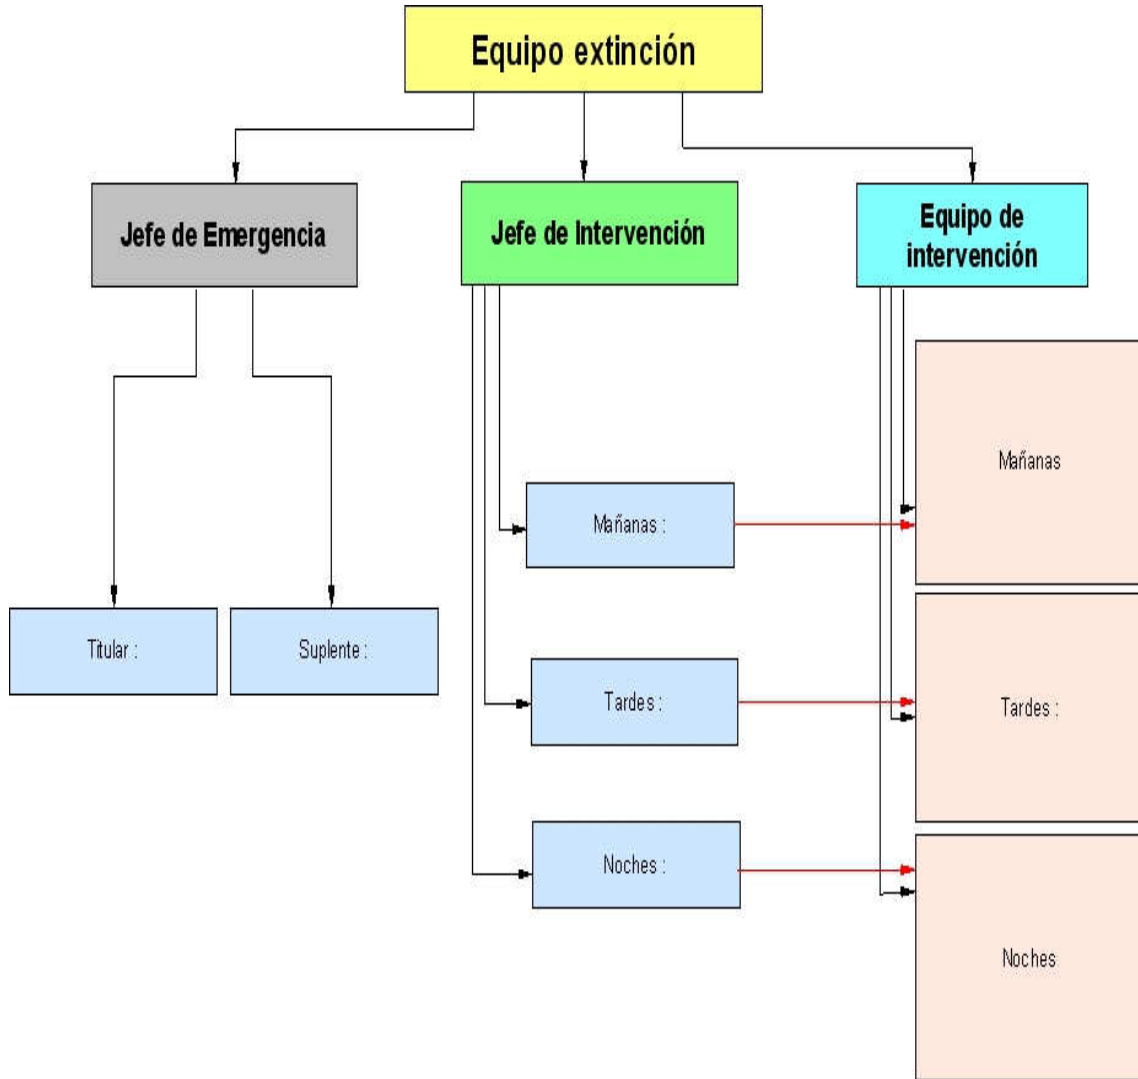 Equipo extinción
Jefe de Emergencia
Jefe de Intervención
Equipo de
intervención
Mañanas
Mañanas :
Titular :
Suplente :
Tardes :
Tardes :
Noches :
Noches